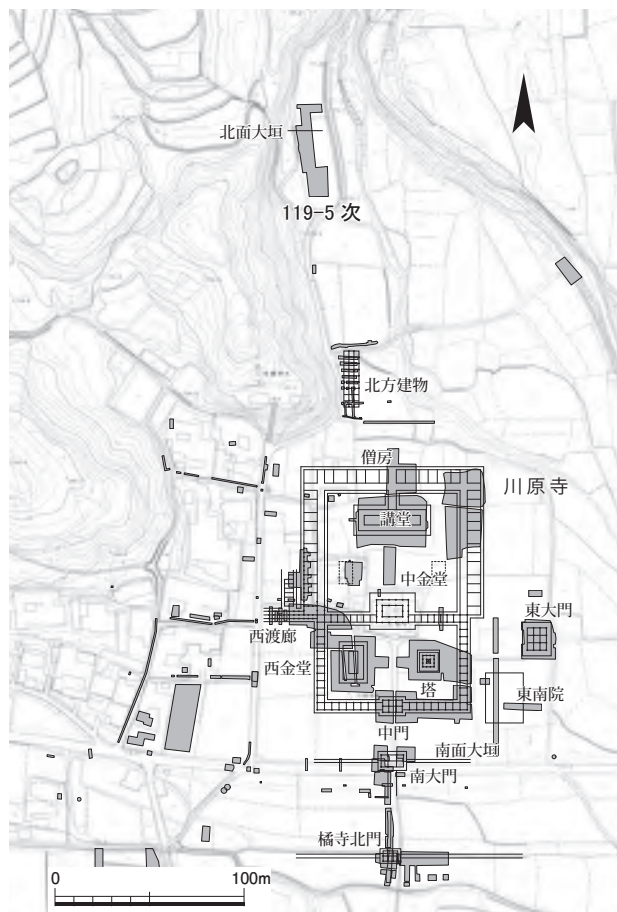 北面大垣
119-5 次
北方建物
僧房
川原寺
講堂
中金堂
東大門
西渡廊
西金堂
塔
東南院
中門
南面大垣
南大門
橘寺北門
0
100m